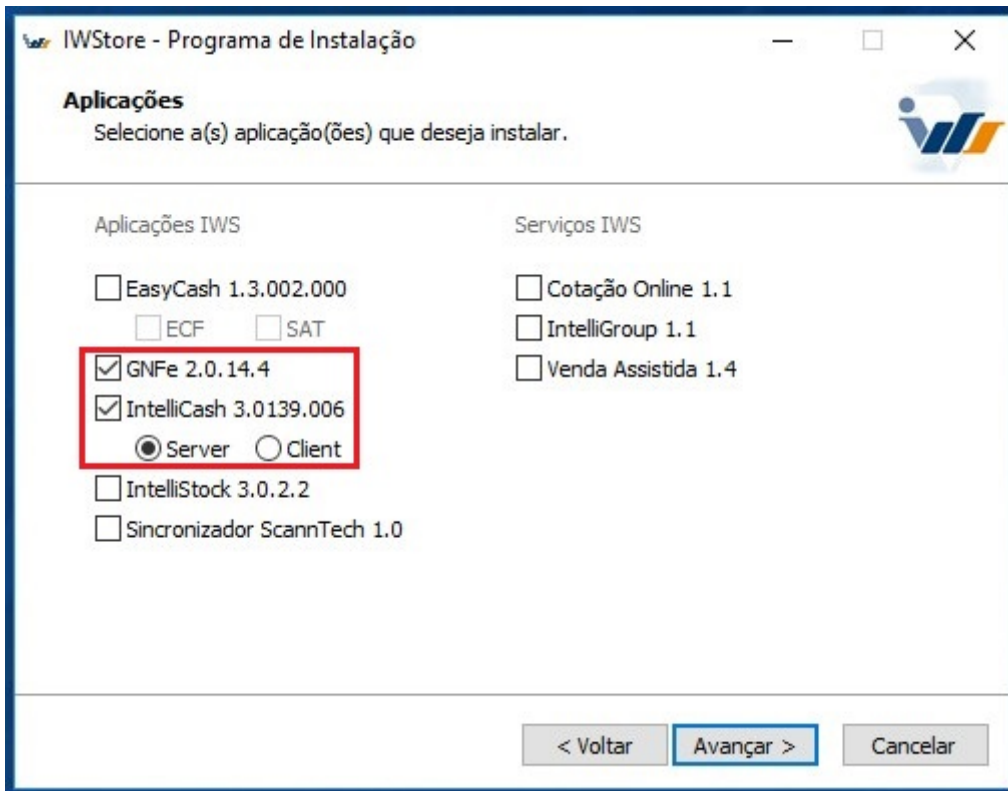 IWStore - Programa de Instalação
Aplicações
Selecione a(s) aplicação(ões) que deseja instalar.
iWS
Aplicações IWS
EasyCash 1.3.002.000
ECF SAT
GNFe 2.0.14.4
IntelliCash 3.0139.006
Server Client
IntelliStock 3.0.2.2
Sincronizador ScannTech 1.0
Serviços IWS
Cotação Online 1.1
IntelliGroup 1.1
Venda Assistida 1.4
< Voltar Avançar > Cancelar